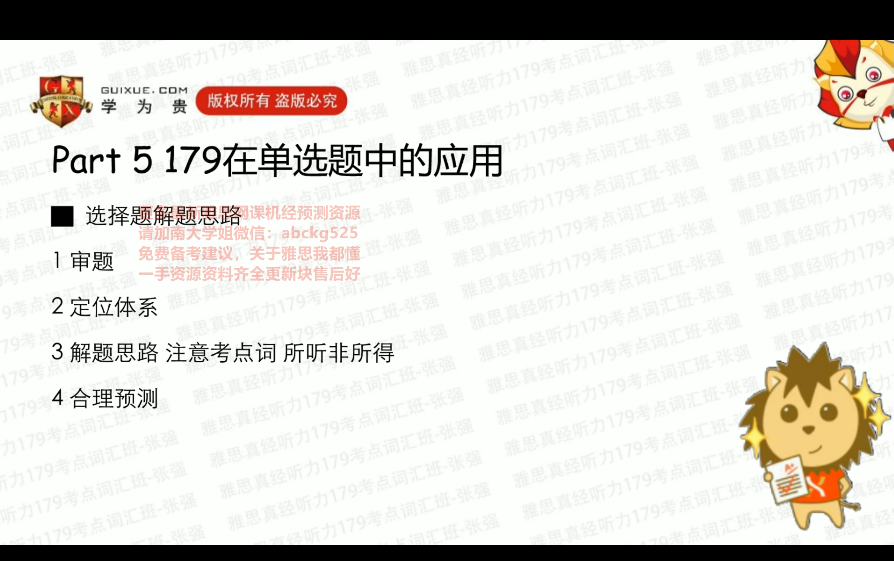 GUIXUE.COM
学为贵
版权所有 盗版必究
Part 5 179在单选题中的应用
■ 选择题解题思路
课机经预测资源
请加南大学姐微信：abckg525
免费备考建议，关于雅思我都懂
一手资源资料齐全更新块售后好
1 审题
2 定位体系
3 解题思路 注意考点词 所听非所得
4 合理预测
雅思真经听力179考点词汇班-张强